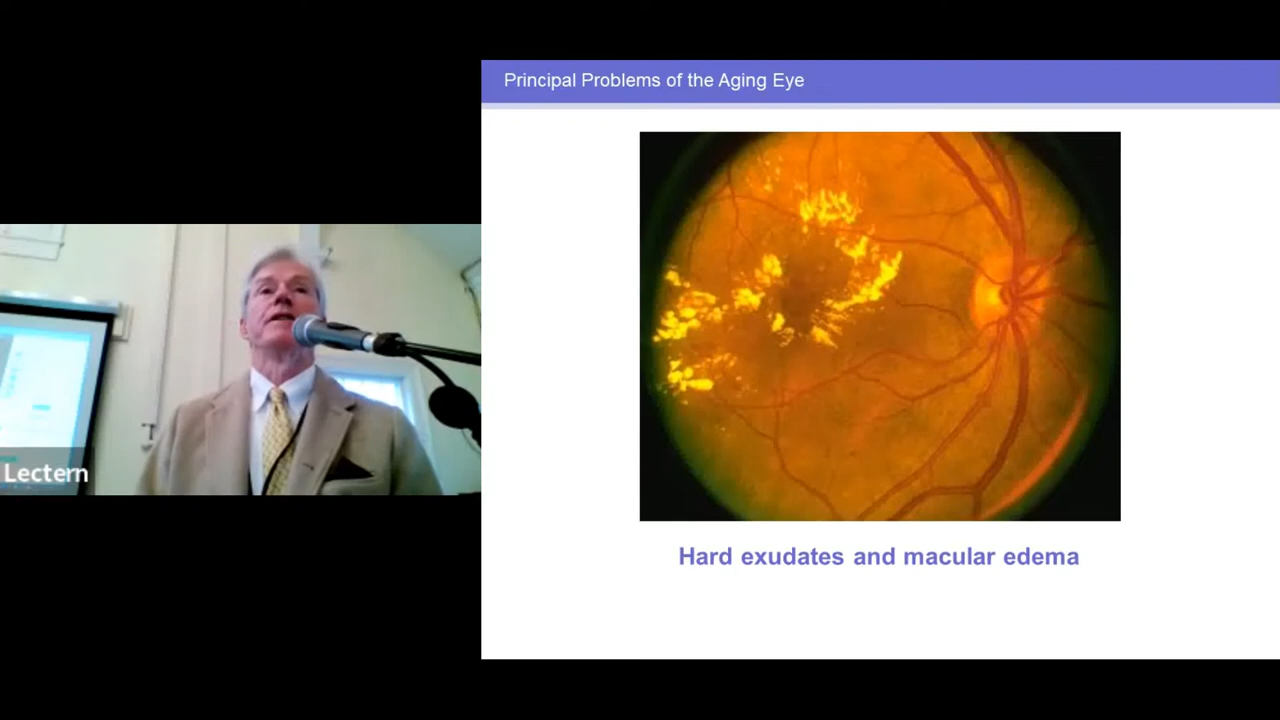 Principal Problems of the Aging Eye
Lectern
Hard exudates and macular edema